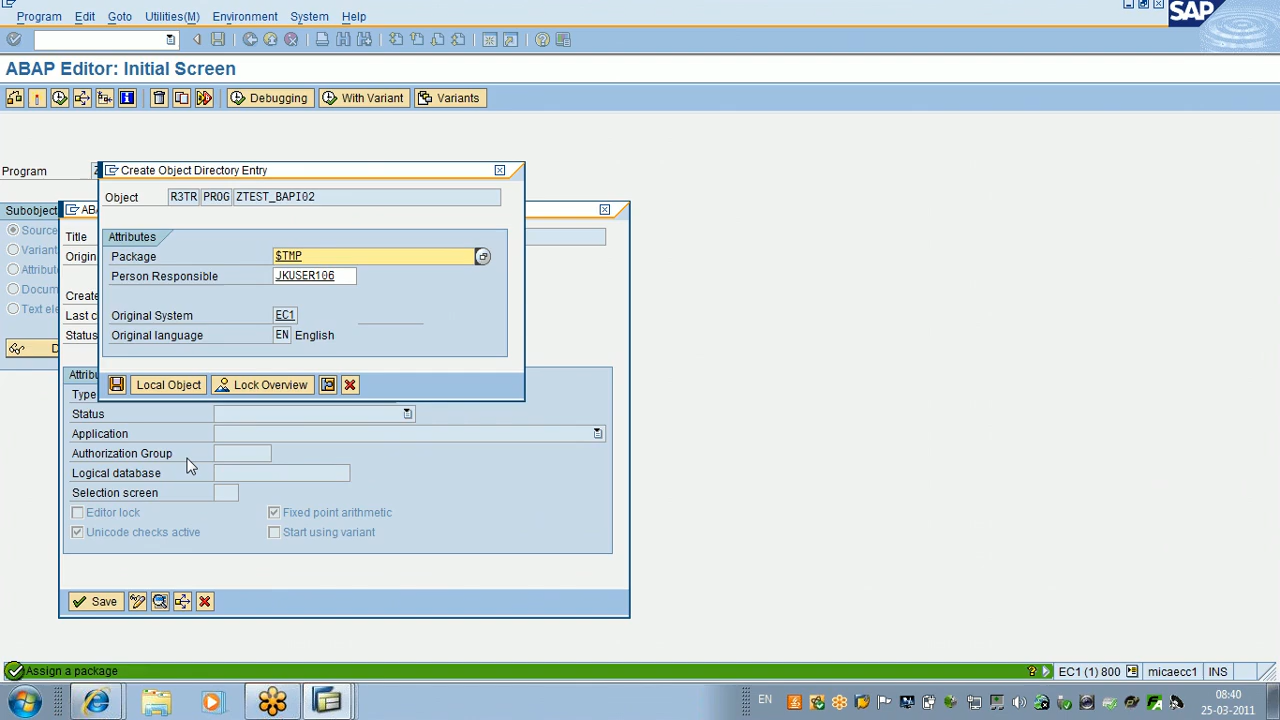 Program Edit Goto Utilities(M) Environment System Help
SAP
ABAP Editor: Initial Screen
Debugging With Variant Variants
Program
Create Object Directory Entry
Object R3TR PROG ZTEST_BAPI02
Subobject
Attributes
Title
Package $TMP
Person Responsible JKUSER106
Original System EC1
Original language EN English
Status
Local Object Lock Overview
Type
Status
Application
Authorization Group
Logical database
Selection screen
Editor lock Fixed point arithmetic
Unicode checks active Start using variant
Save
Assign a package EC1 (1) 800 micaecc1 INS
EN 08:40
25-03-2011